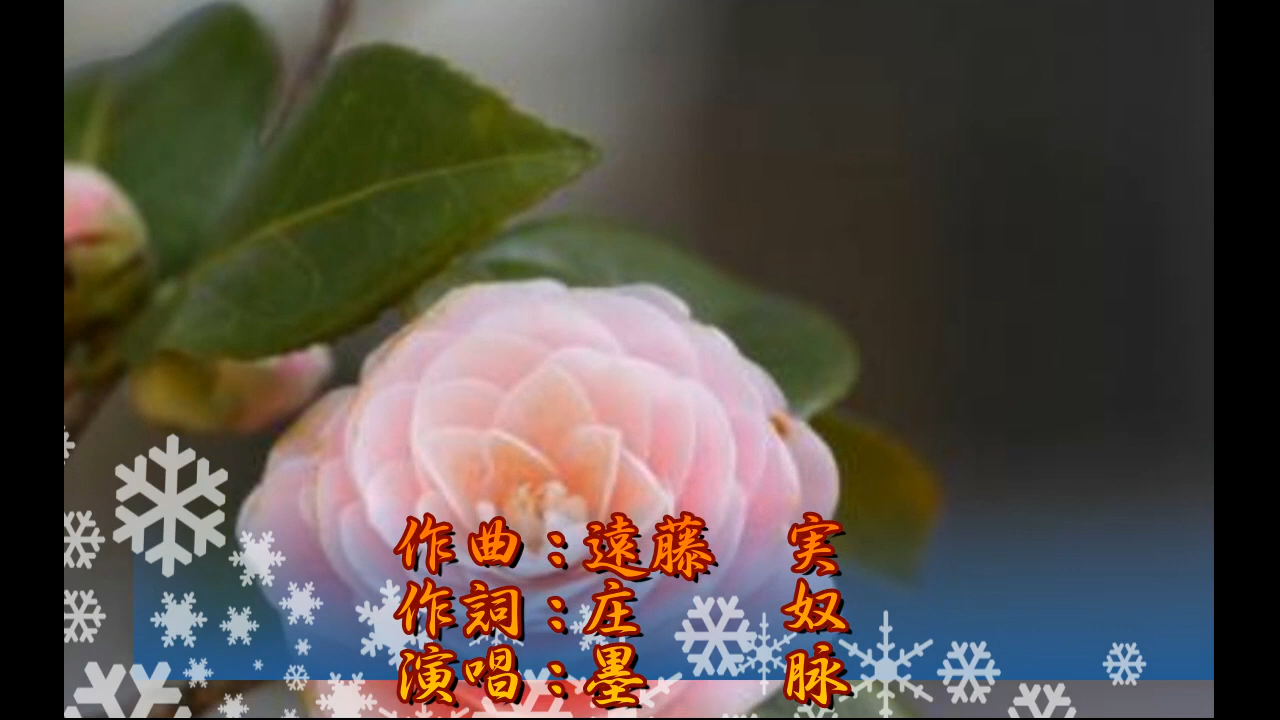 作曲：遠藤　実
作詞：庄　奴
演唱：墨　脉